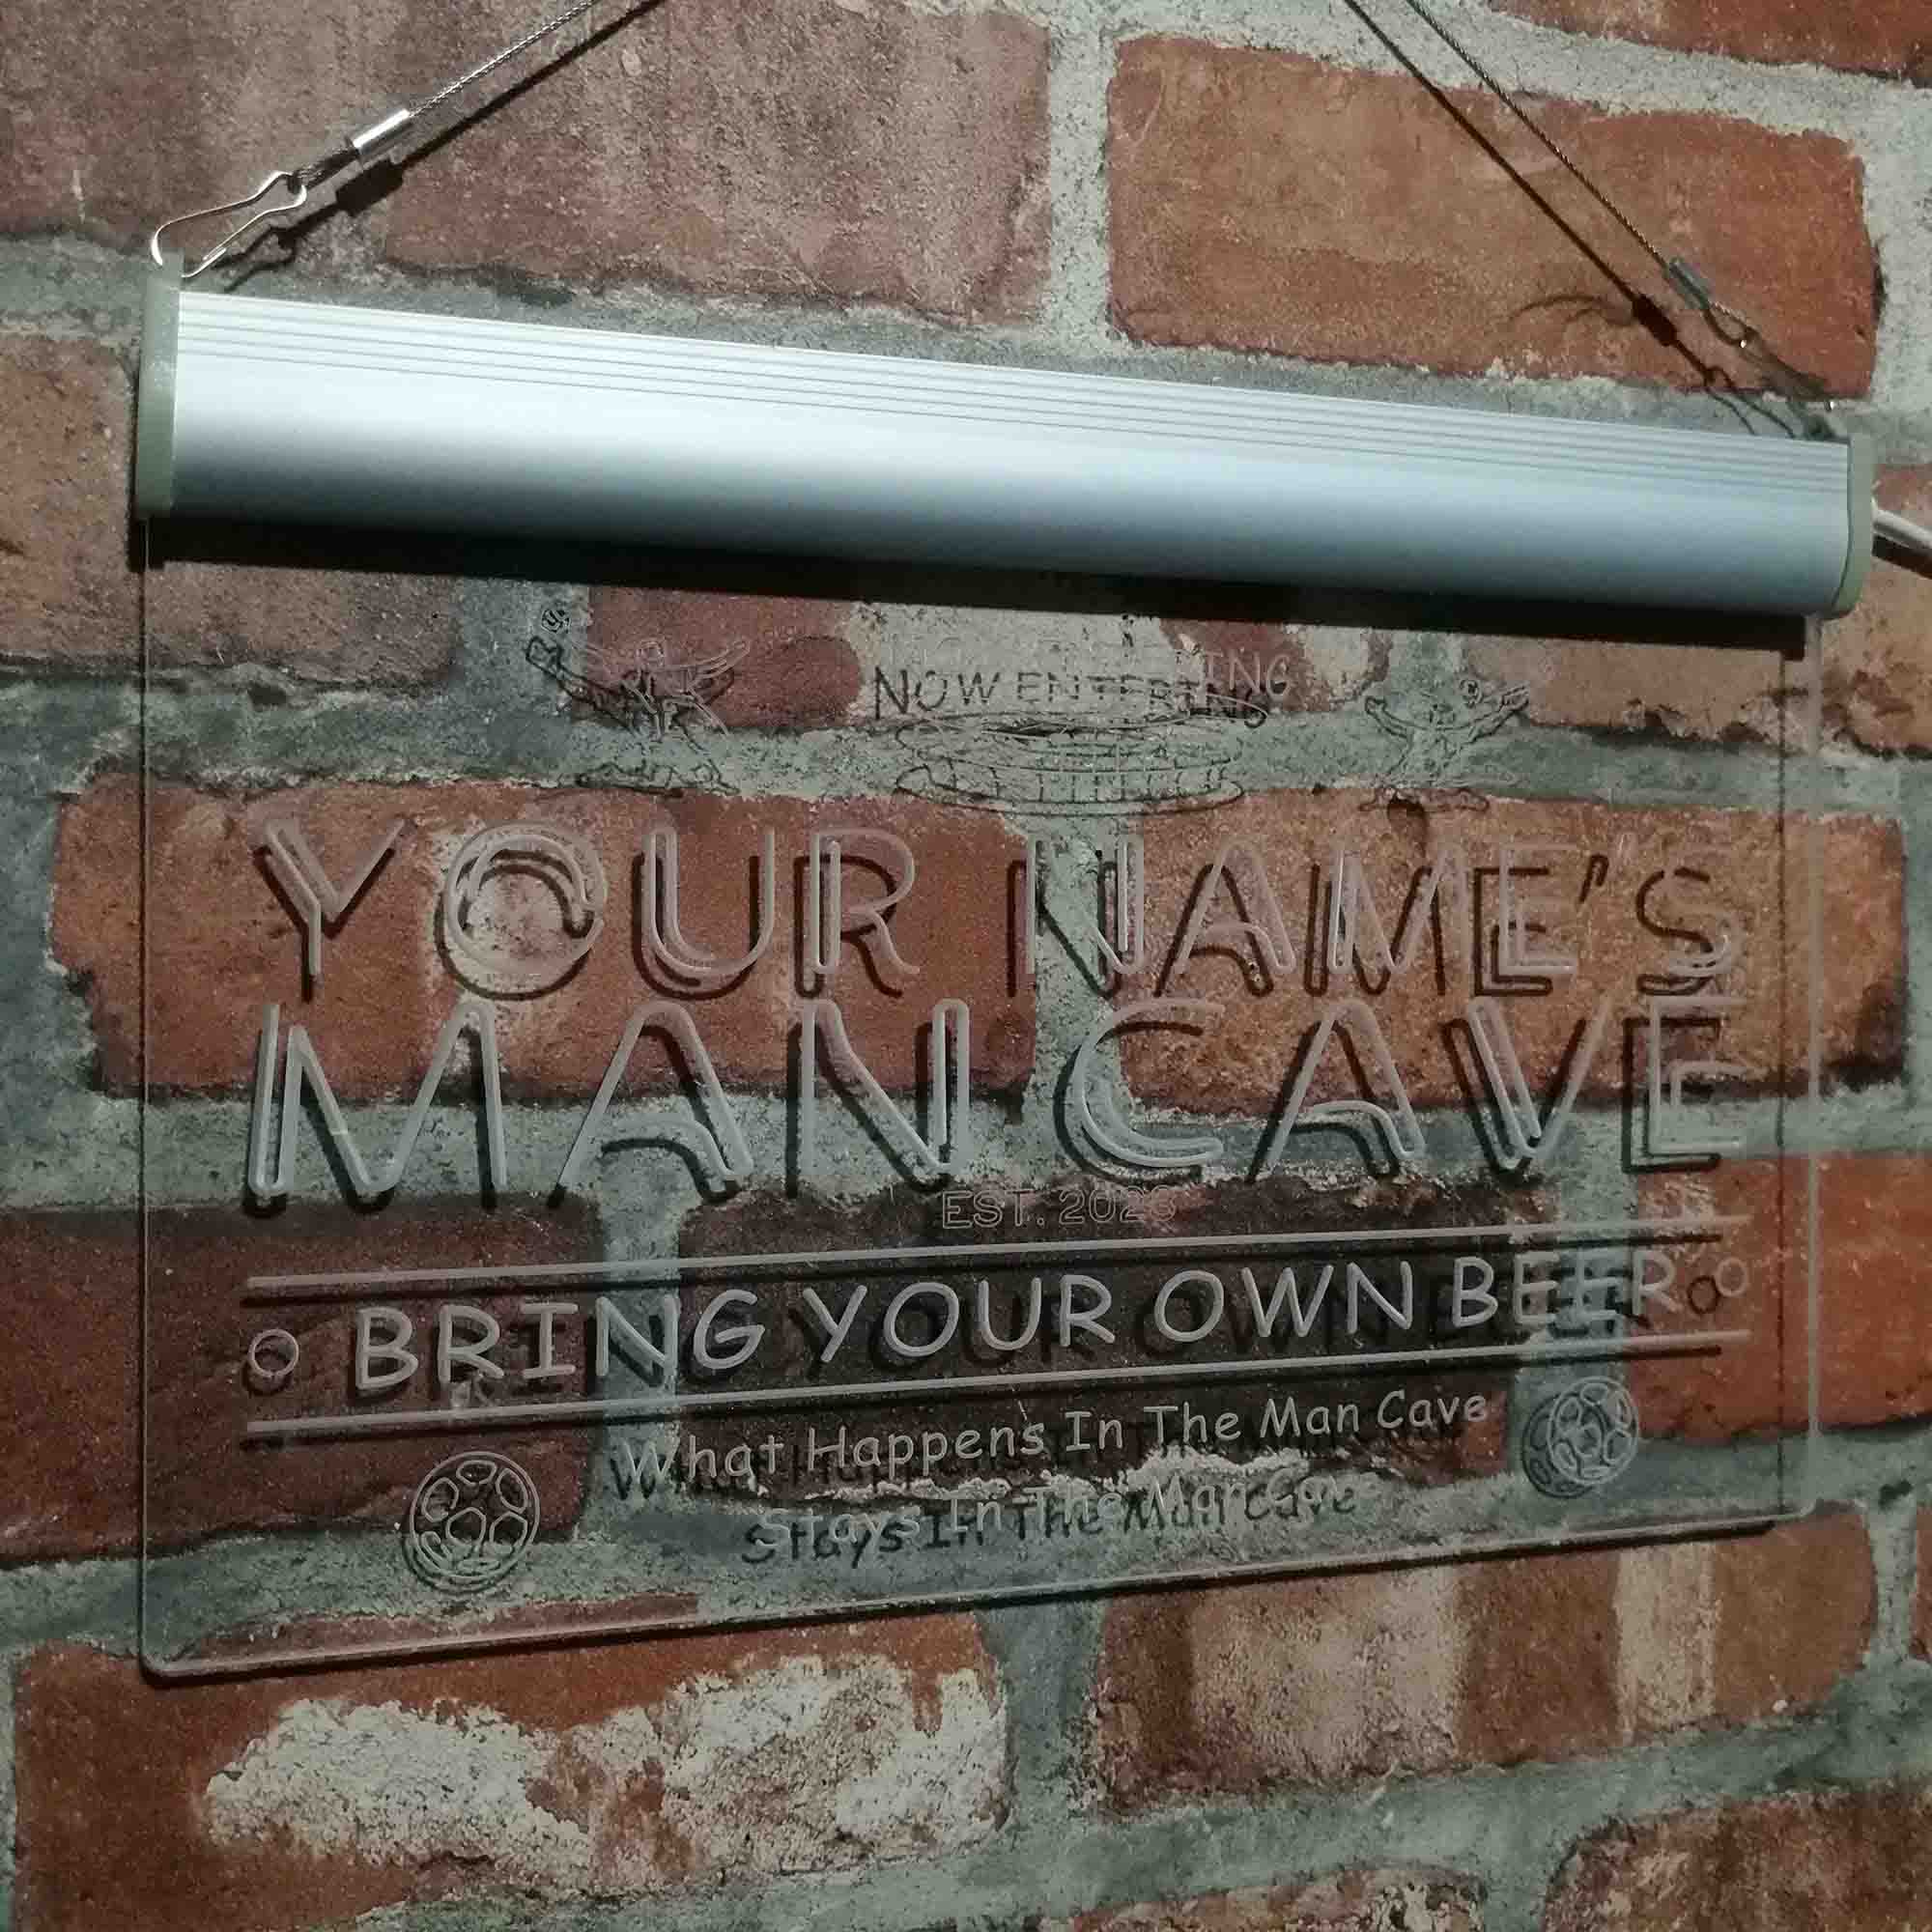 NOW ENTERING
YOUR NAME'S
MAN CAVE
EST. 2023
BRING YOUR OWN BEER
What Happens In The Man Cave
Stays In The Man Cave